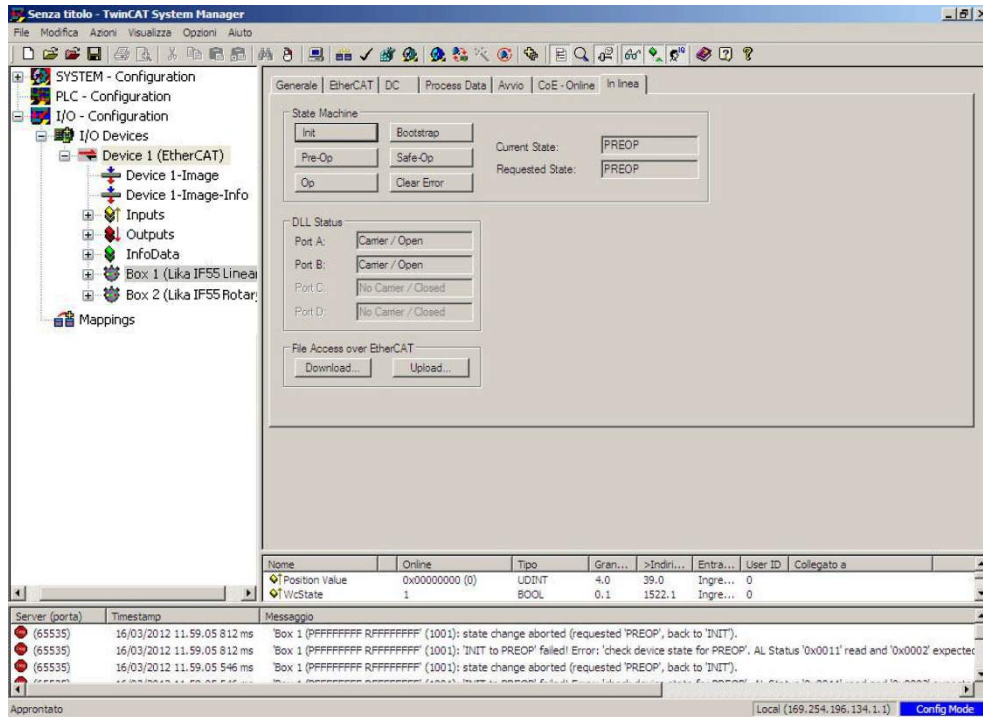 Senza titolo - TwinCAT System Manager
File Modifica Azioni Visualizza Opzioni Aiuto
SYSTEM - Configuration
PLC - Configuration
I/O - Configuration
I/O Devices
Device 1 (EtherCAT)
Device 1-Image
Device 1-Image-Info
Inputs
Outputs
InfoData
Box 1 (Lika IF55 Linear
Box 2 (Lika IF55 Rotary
Mappings
Generale EtherCAT DC Process Data Avvio CoE - Online In linea
State Machine
Init Bootstrap
Pre-Op Safe-Op
Op Clear Error
Current State: PREOP
Requested State: PREOP
DLL Status
Port A: Carrier / Open
Port B: Carrier / Open
Port C: No Carrier / Closed
Port D: No Carrier / Closed
File Access over EtherCAT
Download... Upload...
Nome Online Tipo Gran... >Indiri... Entra... User ID Collegato a
Position Value 0x00000000 (0) UDINT 4.0 39.0 Ingre... 0
WcState 1 BOOL 0.1 1522.1 Ingre... 0
Server (porta) Timestamp Messaggio
(65535) 16/03/2012 11.59.05 812 ms 'Box 1 (PFFFFFFFF RFFFFFFFF' (1001): state change aborted (requested 'PREOP', back to 'INIT').
(65535) 16/03/2012 11.59.05 812 ms 'Box 1 (PFFFFFFFF RFFFFFFFF' (1001): 'INIT to PREOP' failed! Error: 'check device state for PREOP'. AL Status '0x0011' read and '0x0002' expected
(65535) 16/03/2012 11.59.05 546 ms 'Box 1 (PFFFFFFFF RFFFFFFFF' (1001): state change aborted (requested 'PREOP', back to 'INIT').
Approntato
Local (169.254.196.134.1.1) Config Mode